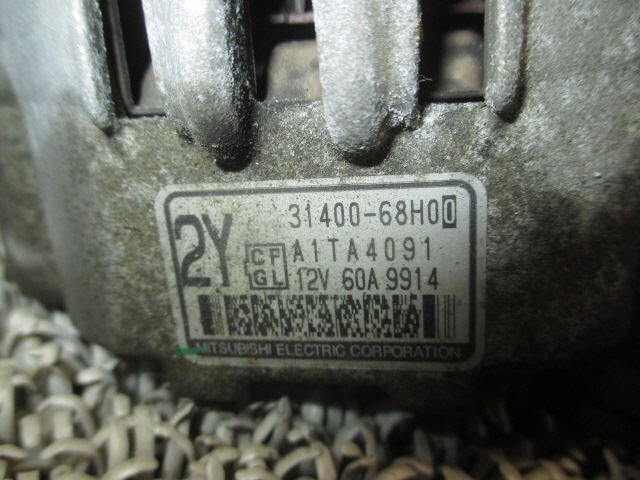 2Y
31400-68H00
CF
GL
A1TA4091
12V 60A 9914
MITSUBISHI ELECTRIC CORPORATION